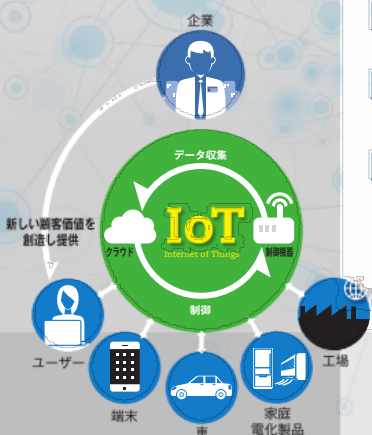 企業
データ収集
新しい顧客価値を
創造し提供
IoT
Internet of Things
クラウド
制御機器
制御
ユーザー
端末
車
家庭
電化製品
工場